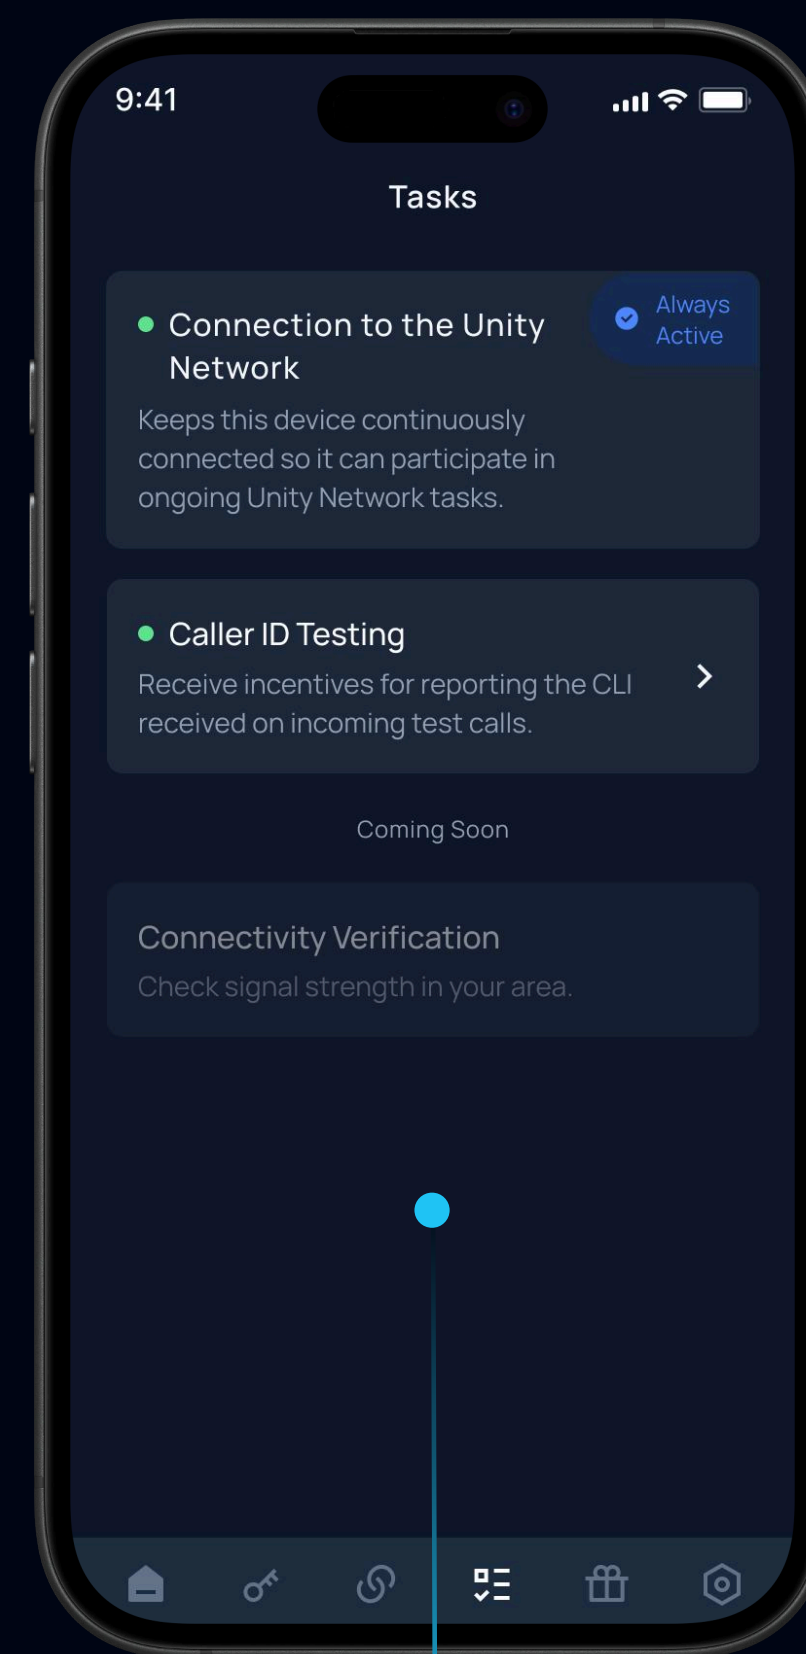 9:41
Tasks
Connection to the Unity
Network
Always
Active
Keeps this device continuously
connected so it can participate in
ongoing Unity Network tasks.
Caller ID Testing
Receive incentives for reporting the CLI
received on incoming test calls.
Coming Soon
Connectivity Verification
Check signal strength in your area.